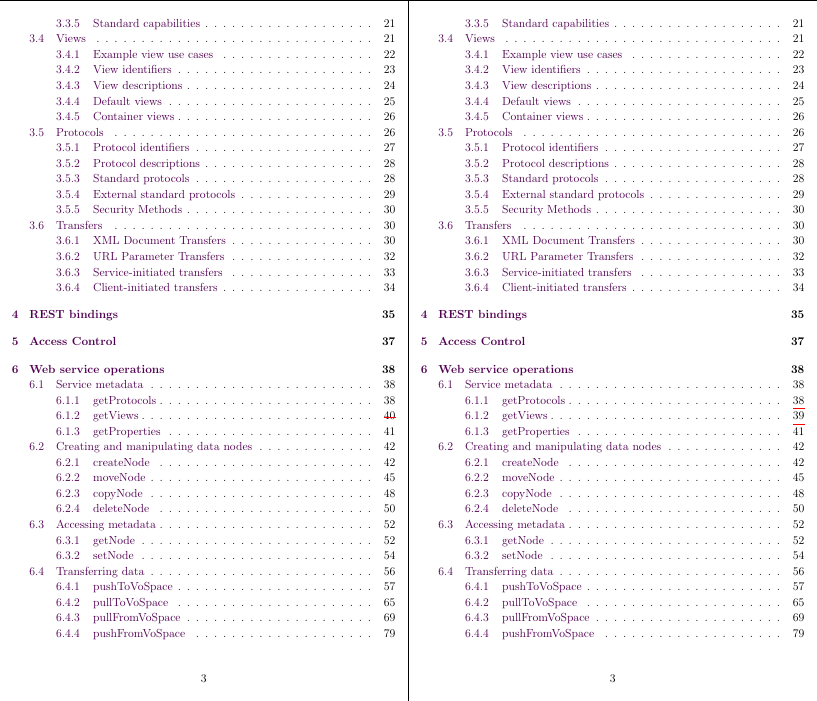 3.3.5 Standard capabilities . . . . . . . . . . . . . . . . . . . 21
3.4 Views . . . . . . . . . . . . . . . . . . . . . . . . . . . . . . . 21
3.4.1 Example view use cases . . . . . . . . . . . . . . . . . 22
3.4.2 View identifiers . . . . . . . . . . . . . . . . . . . . . . 23
3.4.3 View descriptions . . . . . . . . . . . . . . . . . . . . . 24
3.4.4 Default views . . . . . . . . . . . . . . . . . . . . . . . 25
3.4.5 Container views . . . . . . . . . . . . . . . . . . . . . . 26
3.5 Protocols . . . . . . . . . . . . . . . . . . . . . . . . . . . . . 26
3.5.1 Protocol identifiers . . . . . . . . . . . . . . . . . . . . 27
3.5.2 Protocol descriptions . . . . . . . . . . . . . . . . . . . 28
3.5.3 Standard protocols . . . . . . . . . . . . . . . . . . . . 28
3.5.4 External standard protocols . . . . . . . . . . . . . . . 29
3.5.5 Security Methods . . . . . . . . . . . . . . . . . . . . . 30
3.6 Transfers . . . . . . . . . . . . . . . . . . . . . . . . . . . . . 30
3.6.1 XML Document Transfers . . . . . . . . . . . . . . . . 30
3.6.2 URL Parameter Transfers . . . . . . . . . . . . . . . . 32
3.6.3 Service-initiated transfers . . . . . . . . . . . . . . . . 33
3.6.4 Client-initiated transfers . . . . . . . . . . . . . . . . . 34
4 REST bindings 35
5 Access Control 37
6 Web service operations 38
6.1 Service metadata . . . . . . . . . . . . . . . . . . . . . . . . . 38
6.1.1 getProtocols . . . . . . . . . . . . . . . . . . . . . . . . 38
6.1.2 getViews . . . . . . . . . . . . . . . . . . . . . . . . . . 40
6.1.3 getProperties . . . . . . . . . . . . . . . . . . . . . . . 41
6.2 Creating and manipulating data nodes . . . . . . . . . . . . . 42
6.2.1 createNode . . . . . . . . . . . . . . . . . . . . . . . . 42
6.2.2 moveNode . . . . . . . . . . . . . . . . . . . . . . . . . 45
6.2.3 copyNode . . . . . . . . . . . . . . . . . . . . . . . . . 48
6.2.4 deleteNode . . . . . . . . . . . . . . . . . . . . . . . . 50
6.3 Accessing metadata . . . . . . . . . . . . . . . . . . . . . . . . 52
6.3.1 getNode . . . . . . . . . . . . . . . . . . . . . . . . . . 52
6.3.2 setNode . . . . . . . . . . . . . . . . . . . . . . . . . . 54
6.4 Transferring data . . . . . . . . . . . . . . . . . . . . . . . . . 56
6.4.1 pushToVoSpace . . . . . . . . . . . . . . . . . . . . . . 57
6.4.2 pullToVoSpace . . . . . . . . . . . . . . . . . . . . . . 65
6.4.3 pullFromVoSpace . . . . . . . . . . . . . . . . . . . . . 69
6.4.4 pushFromVoSpace . . . . . . . . . . . . . . . . . . . . 79
3
3.3.5 Standard capabilities . . . . . . . . . . . . . . . . . . . 21
3.4 Views . . . . . . . . . . . . . . . . . . . . . . . . . . . . . . . 21
3.4.1 Example view use cases . . . . . . . . . . . . . . . . . 22
3.4.2 View identifiers . . . . . . . . . . . . . . . . . . . . . . 23
3.4.3 View descriptions . . . . . . . . . . . . . . . . . . . . . 24
3.4.4 Default views . . . . . . . . . . . . . . . . . . . . . . . 25
3.4.5 Container views . . . . . . . . . . . . . . . . . . . . . . 26
3.5 Protocols . . . . . . . . . . . . . . . . . . . . . . . . . . . . . 26
3.5.1 Protocol identifiers . . . . . . . . . . . . . . . . . . . . 27
3.5.2 Protocol descriptions . . . . . . . . . . . . . . . . . . . 28
3.5.3 Standard protocols . . . . . . . . . . . . . . . . . . . . 28
3.5.4 External standard protocols . . . . . . . . . . . . . . . 29
3.5.5 Security Methods . . . . . . . . . . . . . . . . . . . . . 30
3.6 Transfers . . . . . . . . . . . . . . . . . . . . . . . . . . . . . 30
3.6.1 XML Document Transfers . . . . . . . . . . . . . . . . 30
3.6.2 URL Parameter Transfers . . . . . . . . . . . . . . . . 32
3.6.3 Service-initiated transfers . . . . . . . . . . . . . . . . 33
3.6.4 Client-initiated transfers . . . . . . . . . . . . . . . . . 34
4 REST bindings 35
5 Access Control 37
6 Web service operations 38
6.1 Service metadata . . . . . . . . . . . . . . . . . . . . . . . . . 38
6.1.1 getProtocols . . . . . . . . . . . . . . . . . . . . . . . . 38
6.1.2 getViews . . . . . . . . . . . . . . . . . . . . . . . . . . 39
6.1.3 getProperties . . . . . . . . . . . . . . . . . . . . . . . 41
6.2 Creating and manipulating data nodes . . . . . . . . . . . . . 42
6.2.1 createNode . . . . . . . . . . . . . . . . . . . . . . . . 42
6.2.2 moveNode . . . . . . . . . . . . . . . . . . . . . . . . . 45
6.2.3 copyNode . . . . . . . . . . . . . . . . . . . . . . . . . 48
6.2.4 deleteNode . . . . . . . . . . . . . . . . . . . . . . . . 50
6.3 Accessing metadata . . . . . . . . . . . . . . . . . . . . . . . . 52
6.3.1 getNode . . . . . . . . . . . . . . . . . . . . . . . . . . 52
6.3.2 setNode . . . . . . . . . . . . . . . . . . . . . . . . . . 54
6.4 Transferring data . . . . . . . . . . . . . . . . . . . . . . . . . 56
6.4.1 pushToVoSpace . . . . . . . . . . . . . . . . . . . . . . 57
6.4.2 pullToVoSpace . . . . . . . . . . . . . . . . . . . . . . 65
6.4.3 pullFromVoSpace . . . . . . . . . . . . . . . . . . . . . 69
6.4.4 pushFromVoSpace . . . . . . . . . . . . . . . . . . . . 79
3